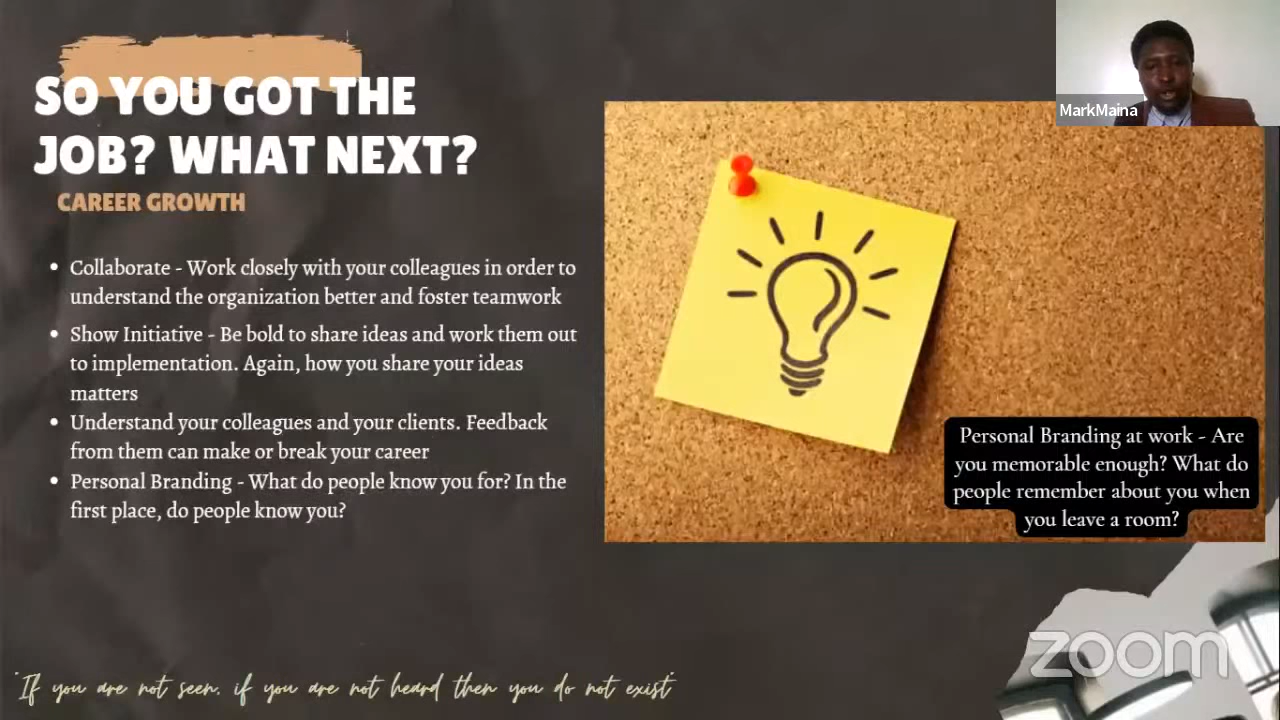 SO YOU GOT THE
JOB? WHAT NEXT?
CAREER GROWTH
• Collaborate - Work closely with your colleagues in order to
understand the organization better and foster teamwork
• Show Initiative - Be bold to share ideas and work them out
to implementation. Again, how you share your ideas
matters
• Understand your colleagues and your clients. Feedback
from them can make or break your career
• Personal Branding - What do people know you for? In the
first place, do people know you?
"If you are not seen, if you are not heard then you do not exist"
MarkMaina
Personal Branding at work - Are
you memorable enough? What do
people remember about you when
you leave a room?
zoom